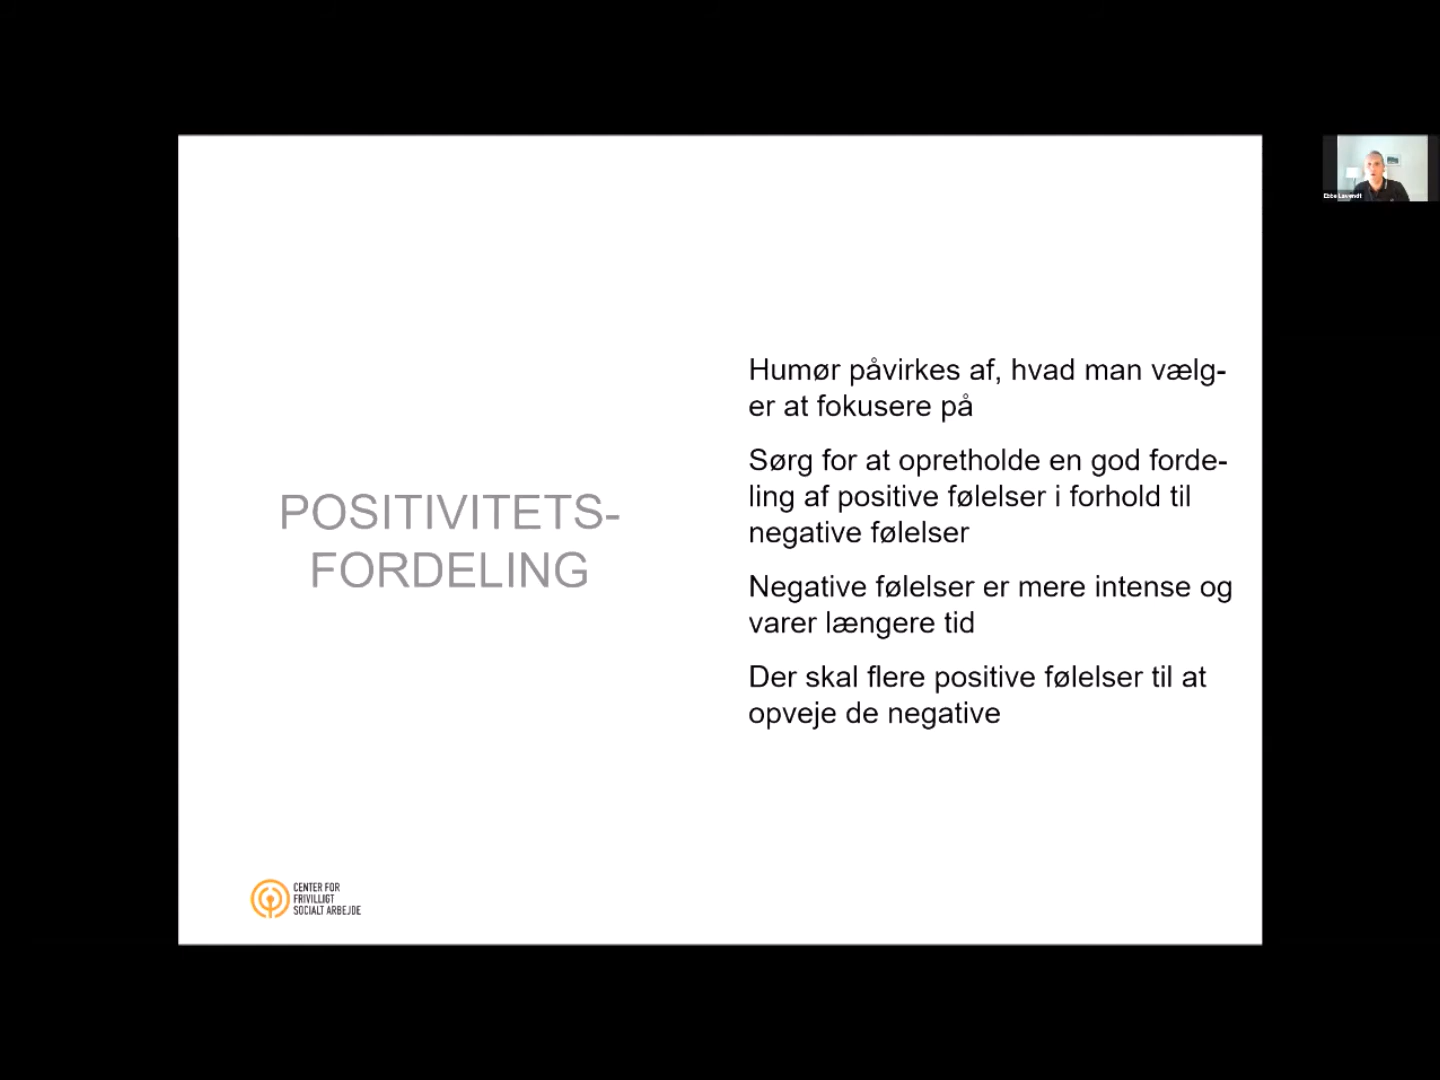 POSITIVITETS-
FORDELING
Humør påvirkes af, hvad man vælg-
er at fokusere på
Sørg for at opretholde en god forde-
ling af positive følelser i forhold til
negative følelser
Negative følelser er mere intense og
varer længere tid
Der skal flere positive følelser til at
opveje de negative
CENTER FOR
FRIVILLIGT
SOCIALT ARBEJDE
Ebbe Lavendt